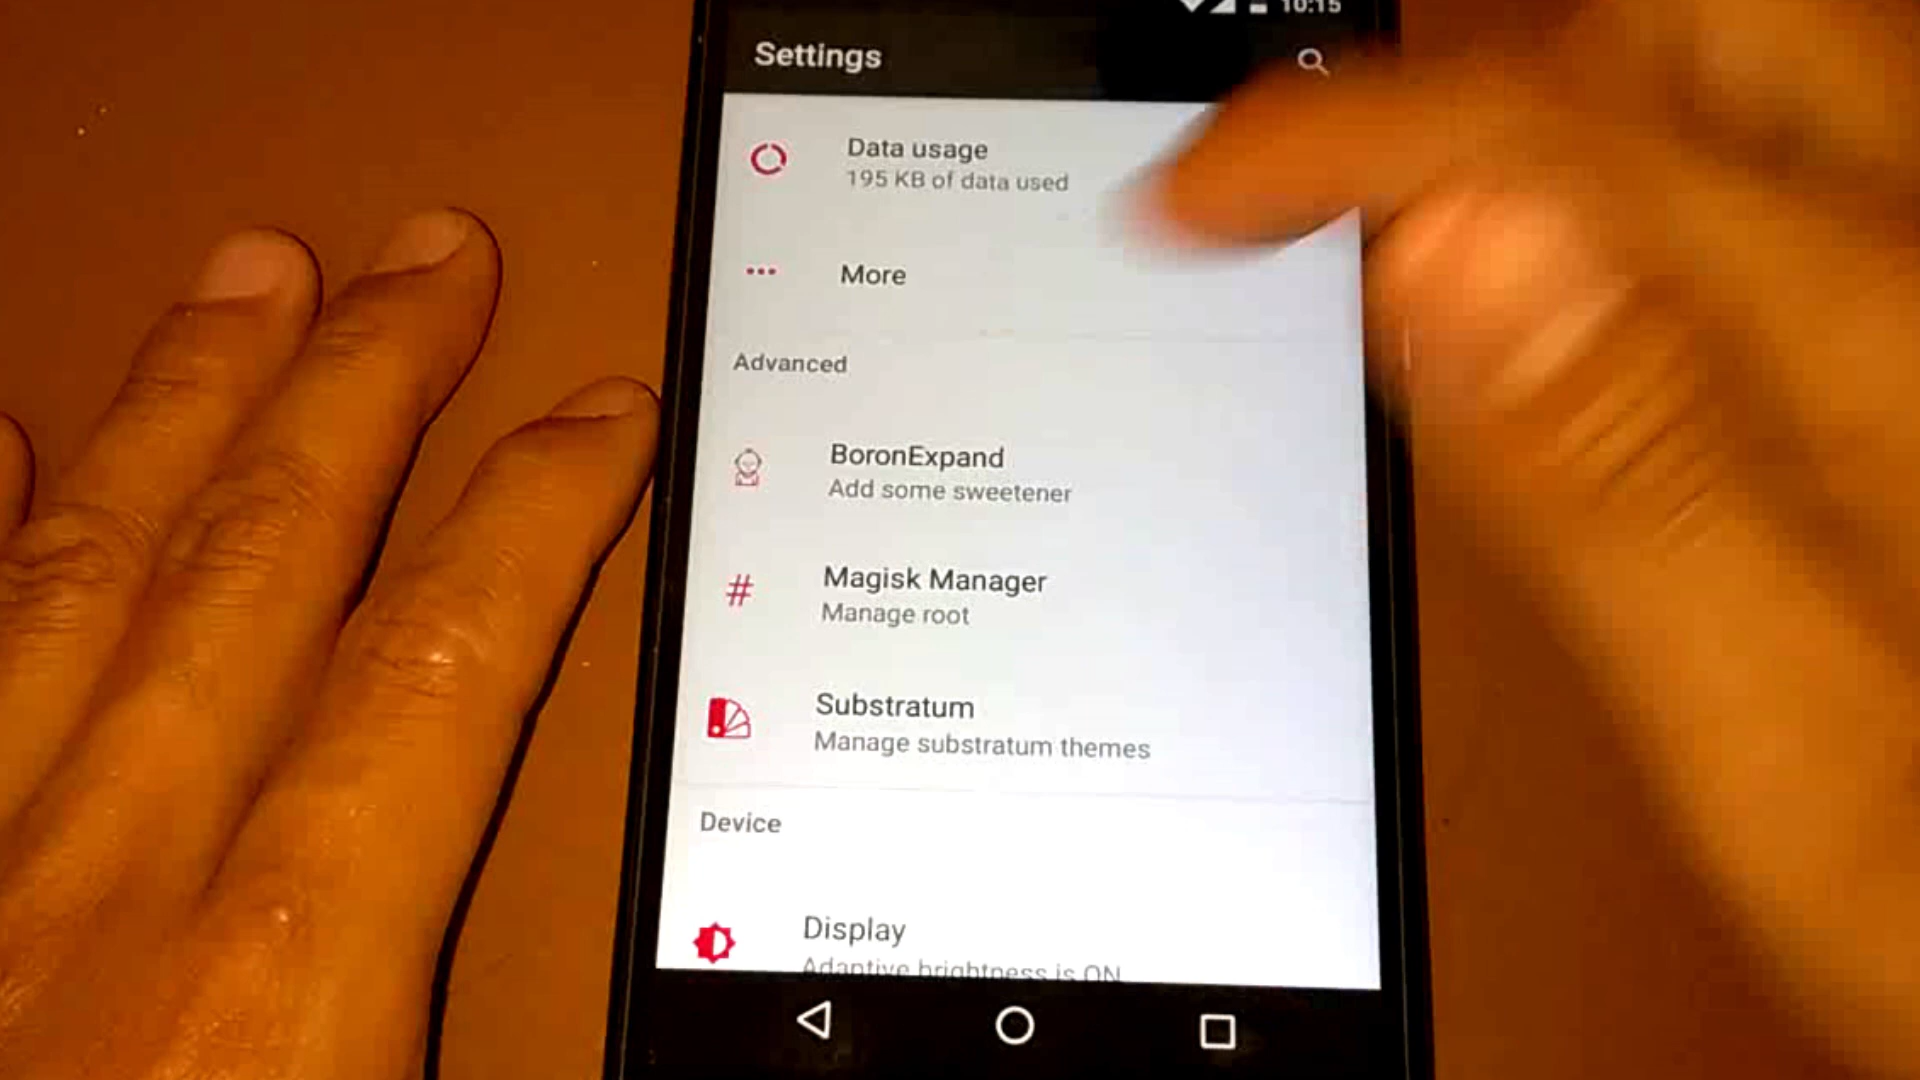 10:15
Settings
Data usage
195 KB of data used
More
Advanced
BoronExpand
Add some sweetener
Magisk Manager
Manage root
Substratum
Manage substratum themes
Device
Display
Adaptive brightness is ON